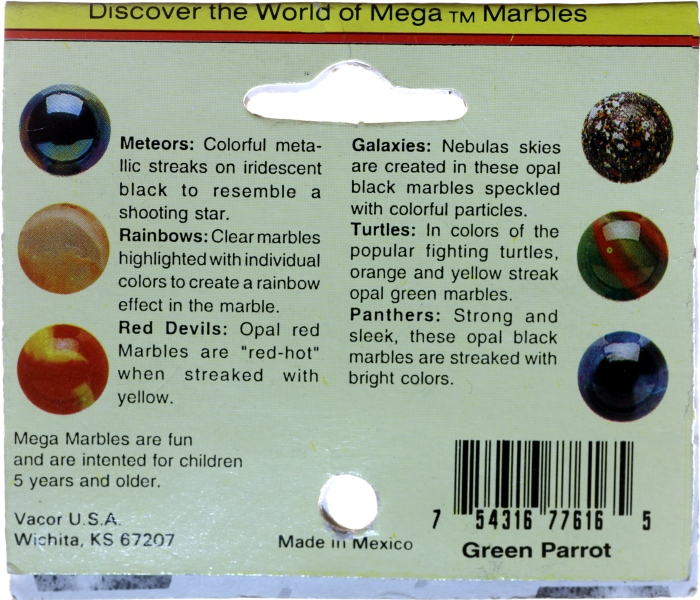 Discover the World of Mega TM Marbles
Meteors: Colorful meta-
llic streaks on iridescent
black to resemble a
shooting star.
Rainbows: Clear marbles
highlighted with individual
colors to create a rainbow
effect in the marble.
Red Devils: Opal red
Marbles are "red-hot"
when streaked with
yellow.
Galaxies: Nebulas skies
are created in these opal
black marbles speckled
with colorful particles.
Turtles: In colors of the
popular fighting turtles,
orange and yellow streak
opal green marbles.
Panthers: Strong and
sleek, these opal black
marbles are streaked with
bright colors.
Mega Marbles are fun
and are intented for children
5 years and older.
Vacor U.S.A.
Wichita, KS 67207
Made in Mexico
7 54316 77616 5
Green Parrot